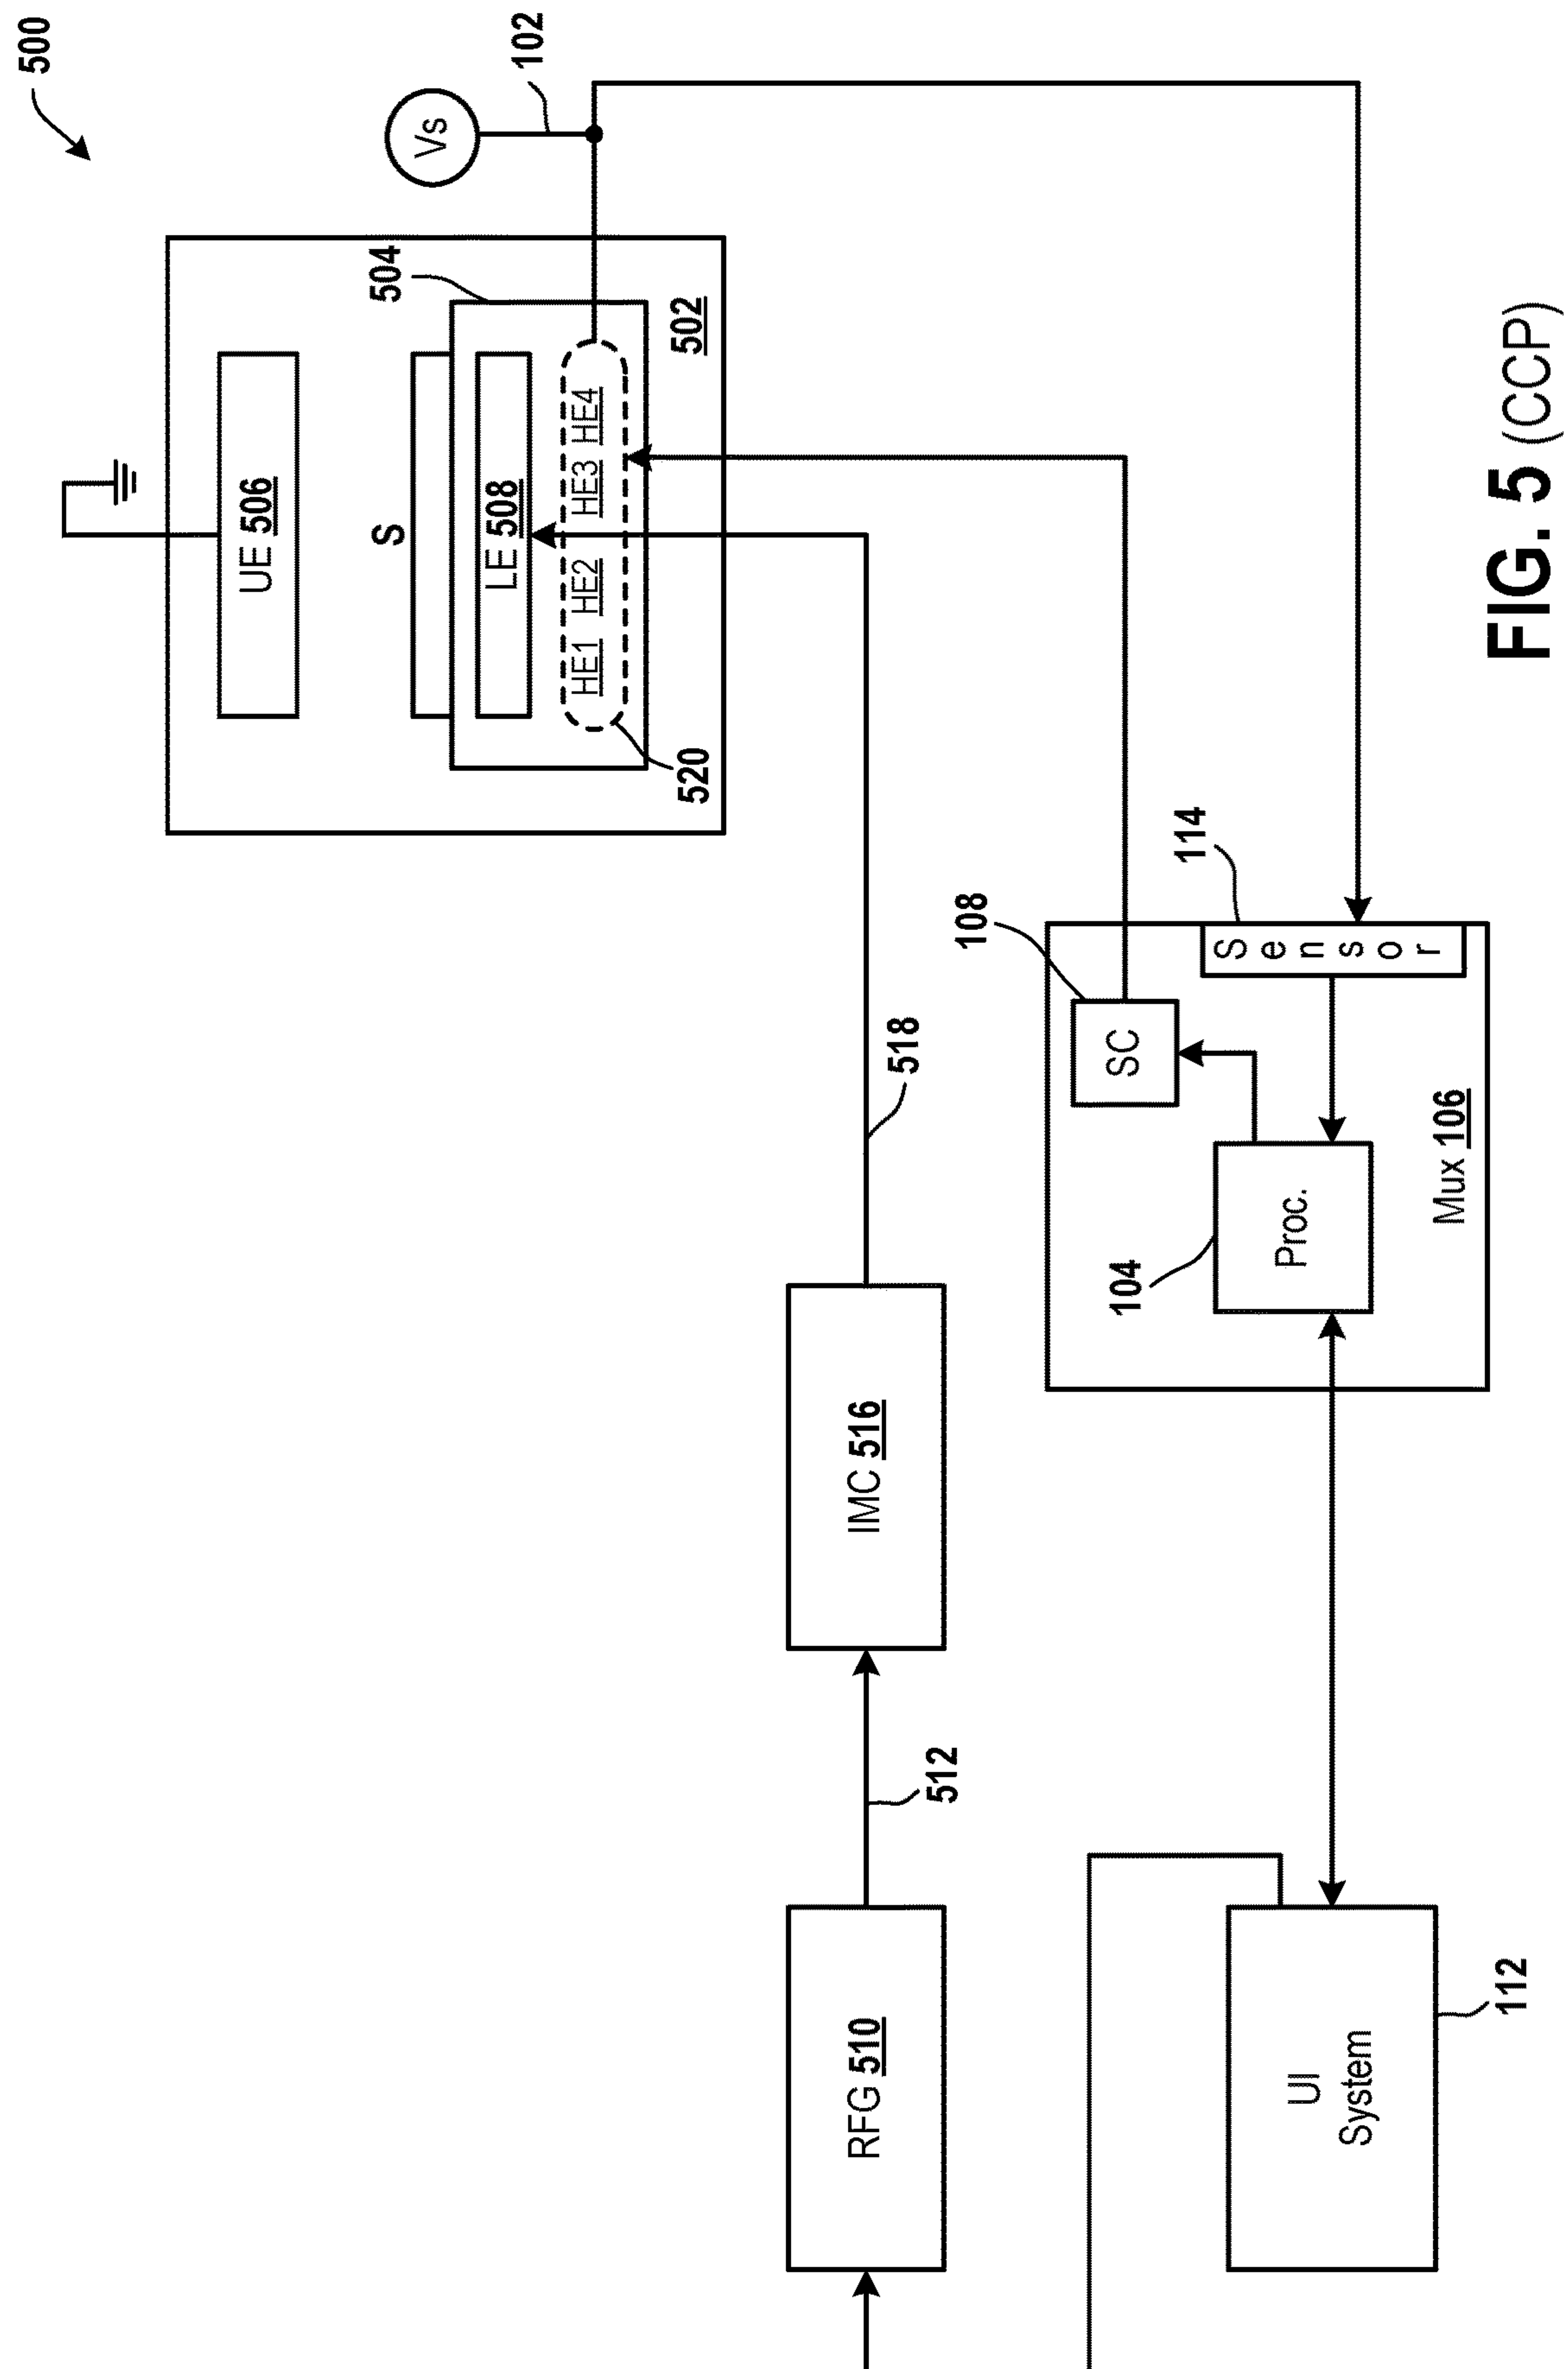 500
Vs
102
UE 506
504
S
LE 508
HE1 HE2 HE3 HE4
502
520
RFG 510
512
IMC 516
518
108
SC
114
Sensor
104
Proc.
Mux 106
UI
System
112
FIG. 5 (CCP)